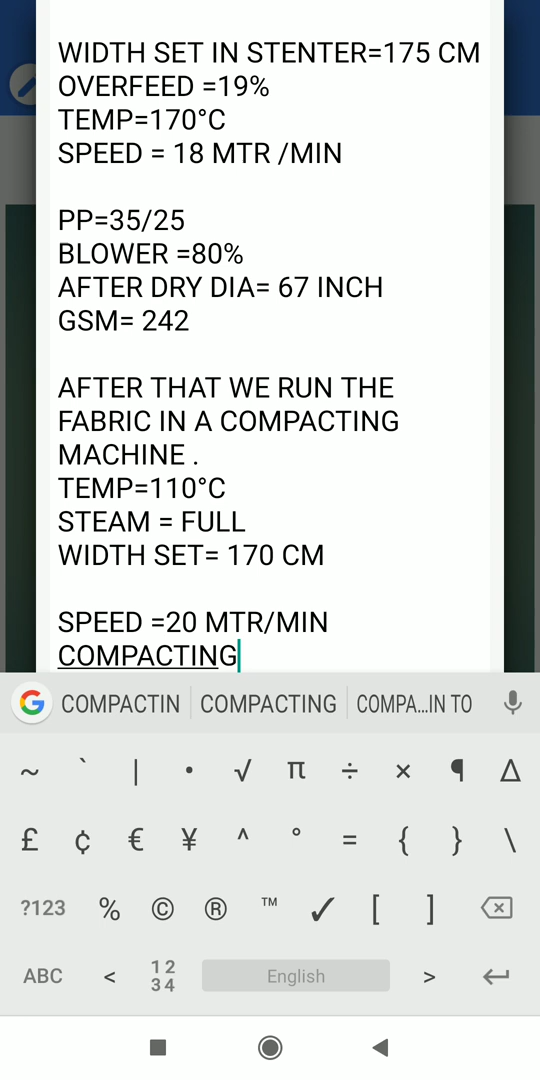 WIDTH SET IN STENTER=175 CM
OVERFEED =19%
TEMP=170°C
SPEED = 18 MTR /MIN
PP=35/25
BLOWER =80%
AFTER DRY DIA= 67 INCH
GSM= 242
AFTER THAT WE RUN THE
FABRIC IN A COMPACTING
MACHINE .
TEMP=110°C
STEAM = FULL
WIDTH SET= 170 CM
SPEED =20 MTR/MIN
COMPACTING
COMPACTIN COMPACTING COMPA...IN TO
~ ` | • √ π ÷ × ¶ Δ
£ ¢ € ¥ ^ ° = { } \
?123 % © ® ™ ✓ [ ]
ABC < 12 34 English >